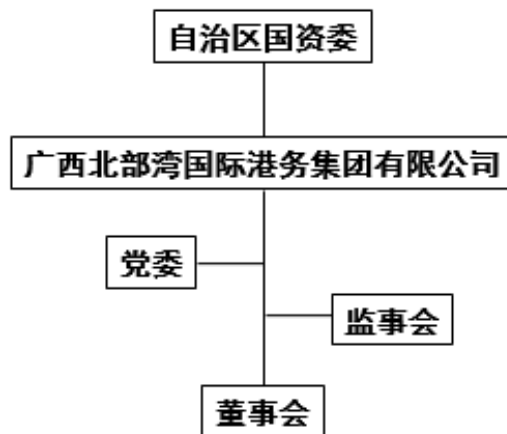 自治区国资委
广西北部湾国际港务集团有限公司
党委
监事会
董事会